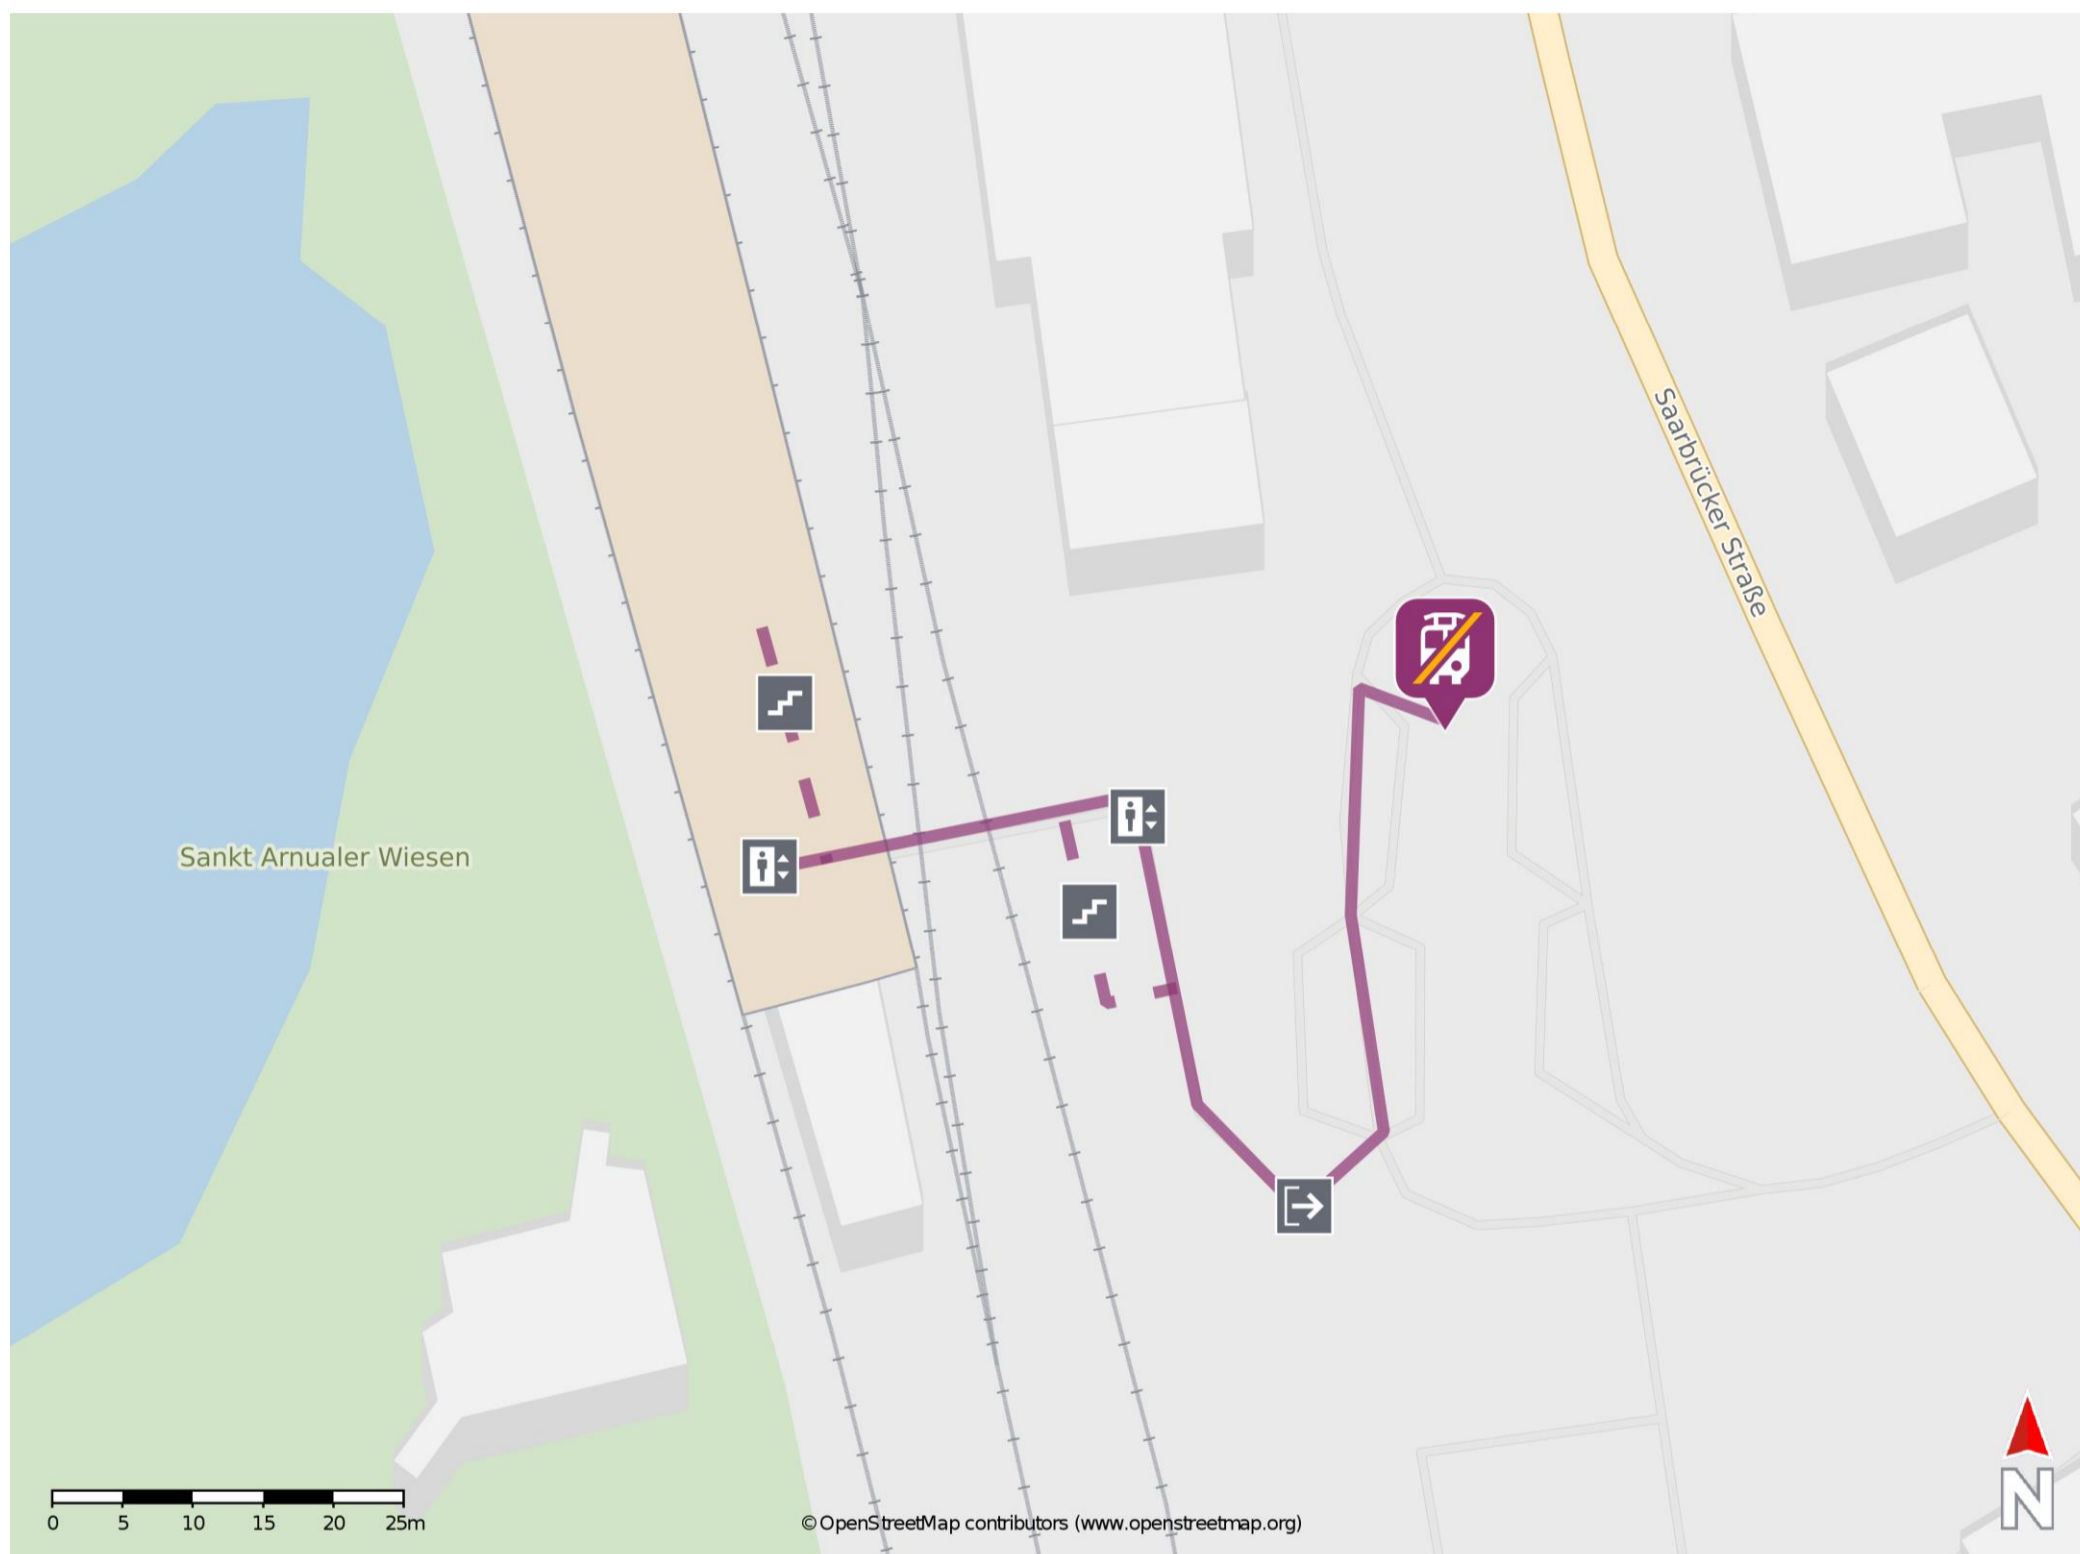 Saarbrücker Straße
Sankt Arnualer Wiesen
0 5 10 15 20 25m
©OpenStreetMap contributors (www.openstreetmap.org)
N